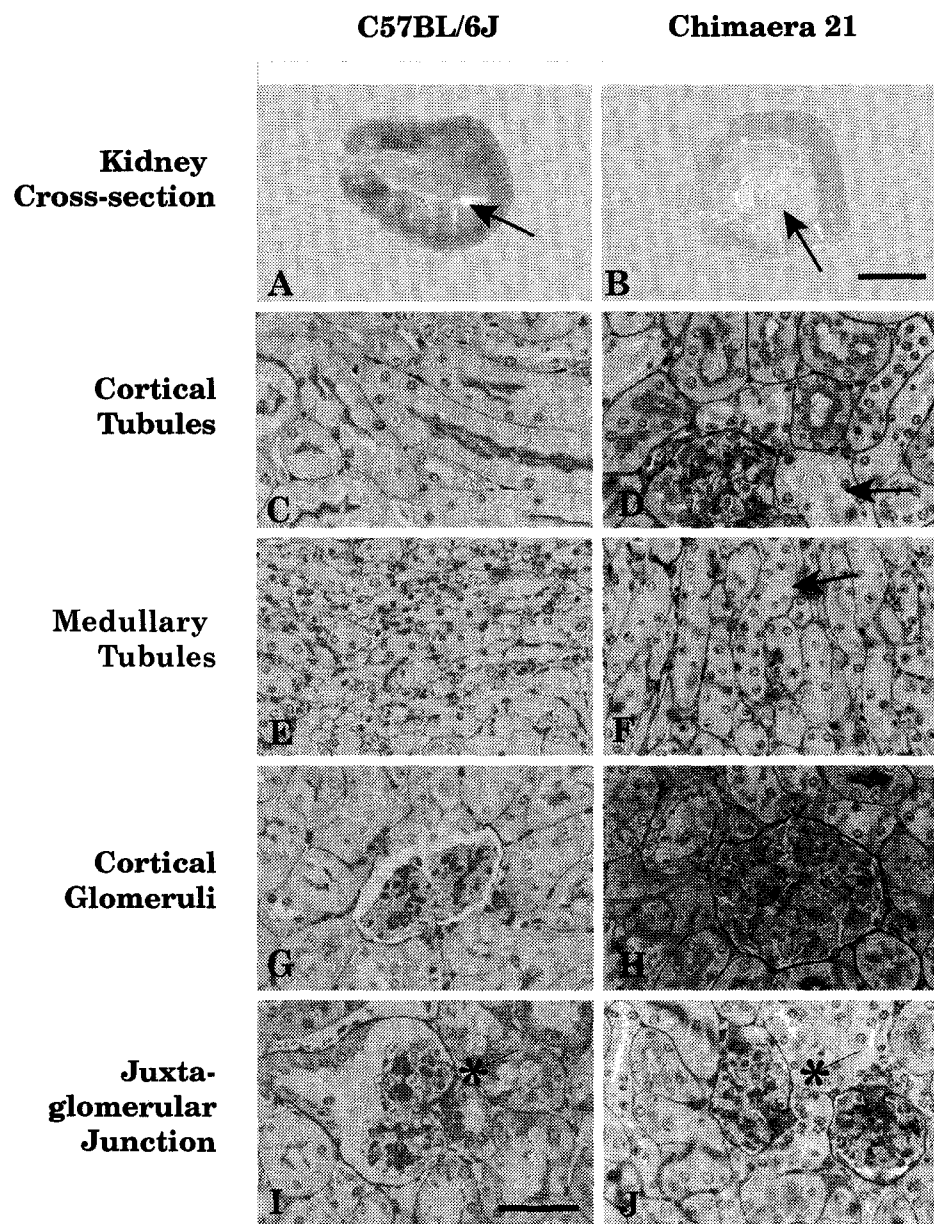 C57BL/6J
Chimaera 21
Kidney
Cross-section
A
B
Cortical
Tubules
C
D
Medullary
Tubules
E
F
Cortical
Glomeruli
G
H
Juxta-
glomerular
Junction
I
*
J
*